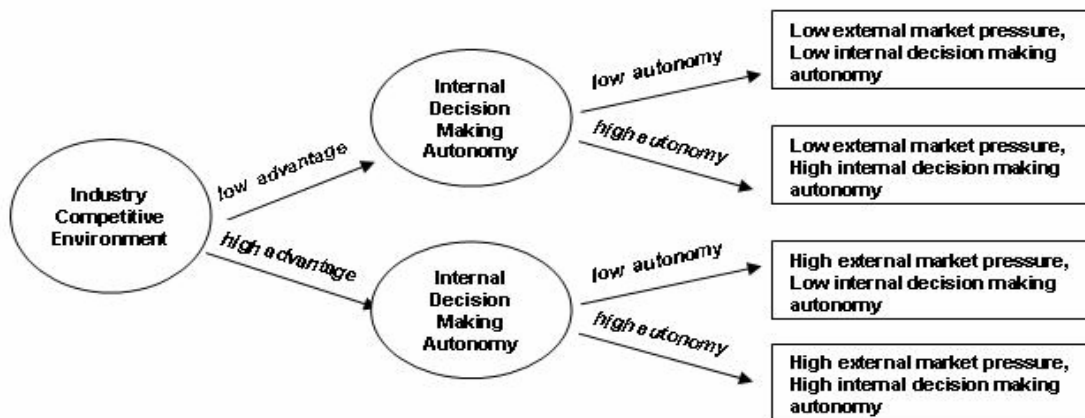 Industry
Competitive
Environment
low advantage
high advantage
Internal
Decision
Making
Autonomy
low autonomy
high autonomy
Internal
Decision
Making
Autonomy
low autonomy
high autonomy
Low external market pressure,
Low internal decision making
autonomy
Low external market pressure,
High internal decision making
autonomy
High external market pressure,
Low internal decision making
autonomy
High external market pressure,
High internal decision making
autonomy